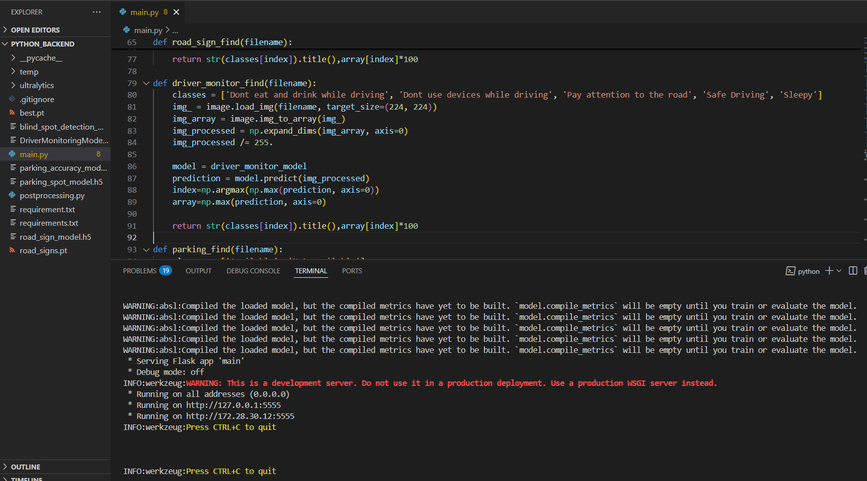 EXPLORER
OPEN EDITORS
PYTHON_BACKEND
__pycache__
temp
ultralytics
.gitignore
best.pt
blind_spot_detection_...
DriverMonitoringMode...
main.py 8
parking_accuracy_mod...
parking_spot_model.h5
postprocessing.py
requirement.txt
requirements.txt
road_sign_model.h5
road_signs.pt
OUTLINE
TIMELINE
main.py 8
main.py > ...
65 def road_sign_find(filename):
77 return str(classes[index]).title(),array[index]*100
78
79 def driver_monitor_find(filename):
80 classes = ['Dont eat and drink while driving', 'Dont use devices while driving', 'Pay attention to the road', 'Safe Driving', 'Sleepy']
81 img_ = image.load_img(filename, target_size=(224, 224))
82 img_array = image.img_to_array(img_)
83 img_processed = np.expand_dims(img_array, axis=0)
84 img_processed /= 255.
85
86 model = driver_monitor_model
87 prediction = model.predict(img_processed)
88 index=np.argmax(np.max(prediction, axis=0))
89 array=np.max(prediction, axis=0)
90
91 return str(classes[index]).title(),array[index]*100
92
93 def parking_find(filename):
PROBLEMS 19 OUTPUT DEBUG CONSOLE TERMINAL PORTS python
WARNING:absl:Compiled the loaded model, but the compiled metrics have yet to be built. `model.compile_metrics` will be empty until you train or evaluate the model.
WARNING:absl:Compiled the loaded model, but the compiled metrics have yet to be built. `model.compile_metrics` will be empty until you train or evaluate the model.
WARNING:absl:Compiled the loaded model, but the compiled metrics have yet to be built. `model.compile_metrics` will be empty until you train or evaluate the model.
WARNING:absl:Compiled the loaded model, but the compiled metrics have yet to be built. `model.compile_metrics` will be empty until you train or evaluate the model.
WARNING:absl:Compiled the loaded model, but the compiled metrics have yet to be built. `model.compile_metrics` will be empty until you train or evaluate the model.
* Serving Flask app 'main'
* Debug mode: off
INFO:werkzeug:WARNING: This is a development server. Do not use it in a production deployment. Use a production WSGI server instead.
* Running on all addresses (0.0.0.0)
* Running on http://127.0.0.1:5555
* Running on http://172.28.30.12:5555
INFO:werkzeug:Press CTRL+C to quit
INFO:werkzeug:Press CTRL+C to quit